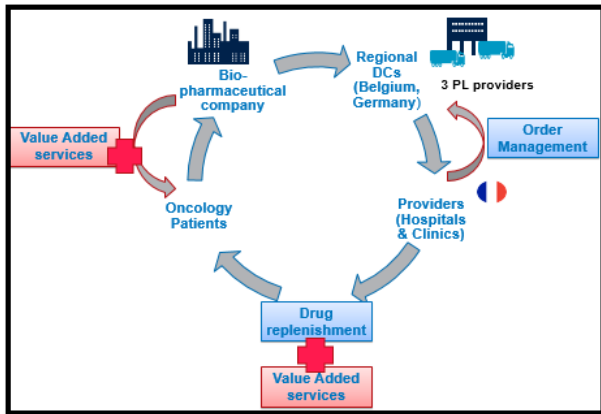 Bio-
pharmaceutical
company
Regional
DCs
(Belgium,
Germany)
3 PL providers
Value Added
services
Order
Management
Oncology
Patients
Providers
(Hospitals
& Clinics)
Drug
replenishment
Value Added
services